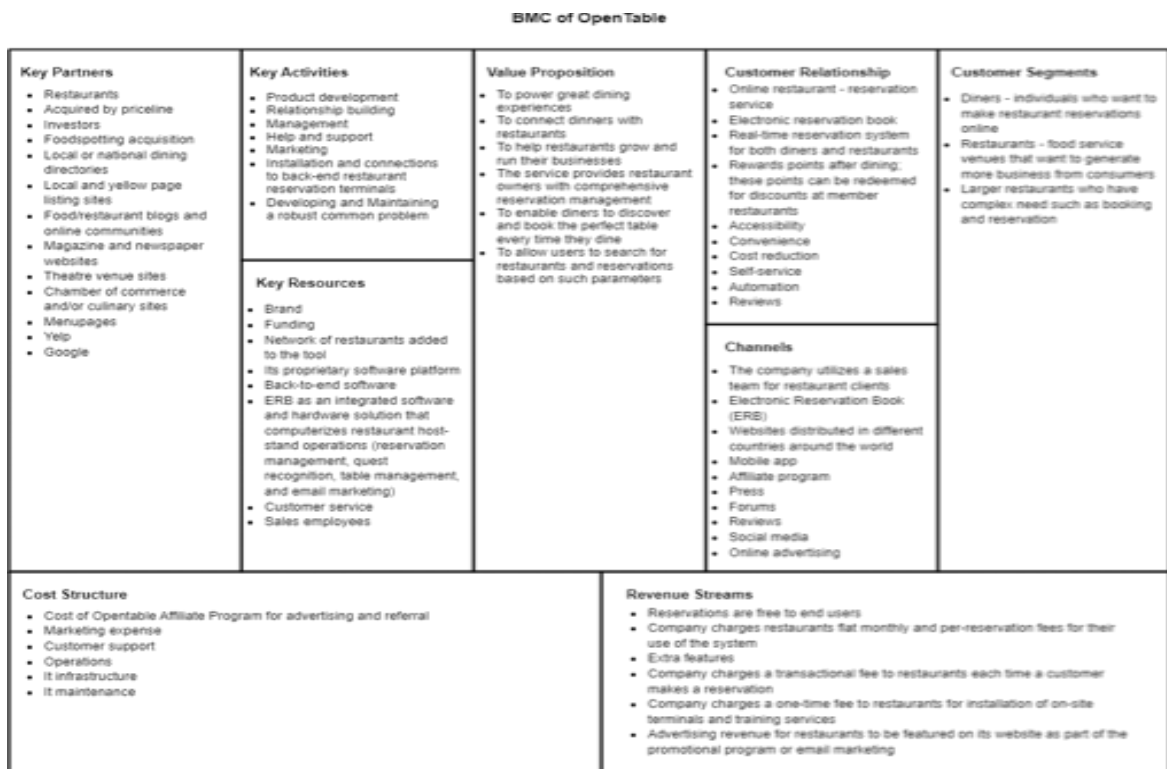 BMC of OpenTable
Key Partners
Restaurants
Acquired by priceline
Investors
Foodspotting acquisition
Local or national dining
directories
Local and yellow page
listing sites
Food/restaurant blogs and
online communities
Magazine and newspaper
websites
Theatre venue sites
Chamber of commerce
and/or culinary sites
Menupages
Yelp
Google
Key Activities
Product development
Relationship building
Management
Help and support
Marketing
Installation and connections
to back-end restaurant
reservation terminals
Developing and Maintaining
a robust common problem
Key Resources
Brand
Funding
Network of restaurants added
to the tool
Its proprietary software platform
Back-to-end software
ERB as an integrated software
and hardware solution that
computerizes restaurant host-
stand operations (reservation
management, quest
recognition, table management,
and email marketing)
Customer service
Sales employees
Value Proposition
To power great dining
experiences
To connect dinners with
restaurants
To help restaurants grow and
run their businesses
The service provides restaurant
owners with comprehensive
reservation management
To enable diners to discover
and book the perfect table
every time they dine
To allow users to search for
restaurants and reservations
based on such parameters
Customer Relationship
Online restaurant - reservation
service
Electronic reservation book
Real-time reservation system
for both diners and restaurants
Rewards points after dining;
these points can be redeemed
for discounts at member
restaurants
Accessibility
Convenience
Cost reduction
Self-service
Automation
Reviews
Channels
The company utilizes a sales
team for restaurant clients
Electronic Reservation Book
(ERB)
Websites distributed in different
countries around the world
Mobile app
Affiliate program
Press
Forums
Reviews
Social media
Online advertising
Customer Segments
Diners - individuals who want to
make restaurant reservations
online
Restaurants - food service
venues that want to generate
more business from consumers
Larger restaurants who have
complex need such as booking
and reservation
Cost Structure
Cost of Opentable Affiliate Program for advertising and referral
Marketing expense
Customer support
Operations
It infrastructure
It maintenance
Revenue Streams
Reservations are free to end users
Company charges restaurants flat monthly and per-reservation fees for their
use of the system
Extra features
Company charges a transactional fee to restaurants each time a customer
makes a reservation
Company charges a one-time fee to restaurants for installation of on-site
terminals and training services
Advertising revenue for restaurants to be featured on its website as part of the
promotional program or email marketing